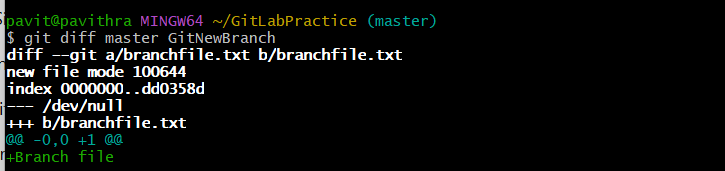 pavit@pavithra MINGW64 ~/GitLabPractice (master)
$ git diff master GitNewBranch
diff --git a/branchfile.txt b/branchfile.txt
new file mode 100644
index 0000000..dd0358d
--- /dev/null
+++ b/branchfile.txt
@@ -0,0 +1 @@
+Branch file